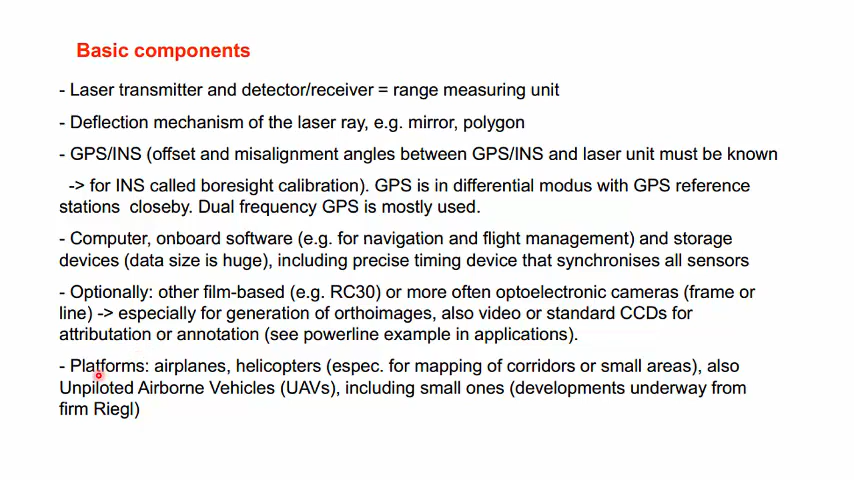 Basic components
- Laser transmitter and detector/receiver = range measuring unit
- Deflection mechanism of the laser ray, e.g. mirror, polygon
- GPS/INS (offset and misalignment angles between GPS/INS and laser unit must be known
-> for INS called boresight calibration). GPS is in differential modus with GPS reference
stations closeby. Dual frequency GPS is mostly used.
- Computer, onboard software (e.g. for navigation and flight management) and storage
devices (data size is huge), including precise timing device that synchronises all sensors
- Optionally: other film-based (e.g. RC30) or more often optoelectronic cameras (frame or
line) -> especially for generation of orthoimages, also video or standard CCDs for
attributation or annotation (see powerline example in applications).
- Platforms: airplanes, helicopters (espec. for mapping of corridors or small areas), also
Unpiloted Airborne Vehicles (UAVs), including small ones (developments underway from
firm Riegl)